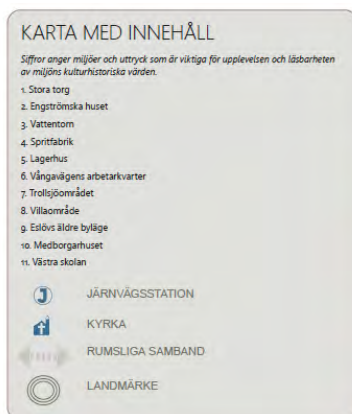 KARTA MED INNEHÅLL
Siffror anger miljöer och uttryck som är viktiga för upplevelsen och läsbarheten
av miljöns kulturhistoriska värden.
1. Stora torg
2. Engströmska huset
3. Vattentorn
4. Spritfabrik
5. Lagerhus
6. Vångavägens arbetarkvarter
7. Trollsjöområdet
8. Villaområde
9. Eslövs äldre byläge
10. Medborgarhuset
11. Västra skolan
J JÄRNVÄGSSTATION
KYRKA
RUMSLIGA SAMBAND
LANDMÄRKE